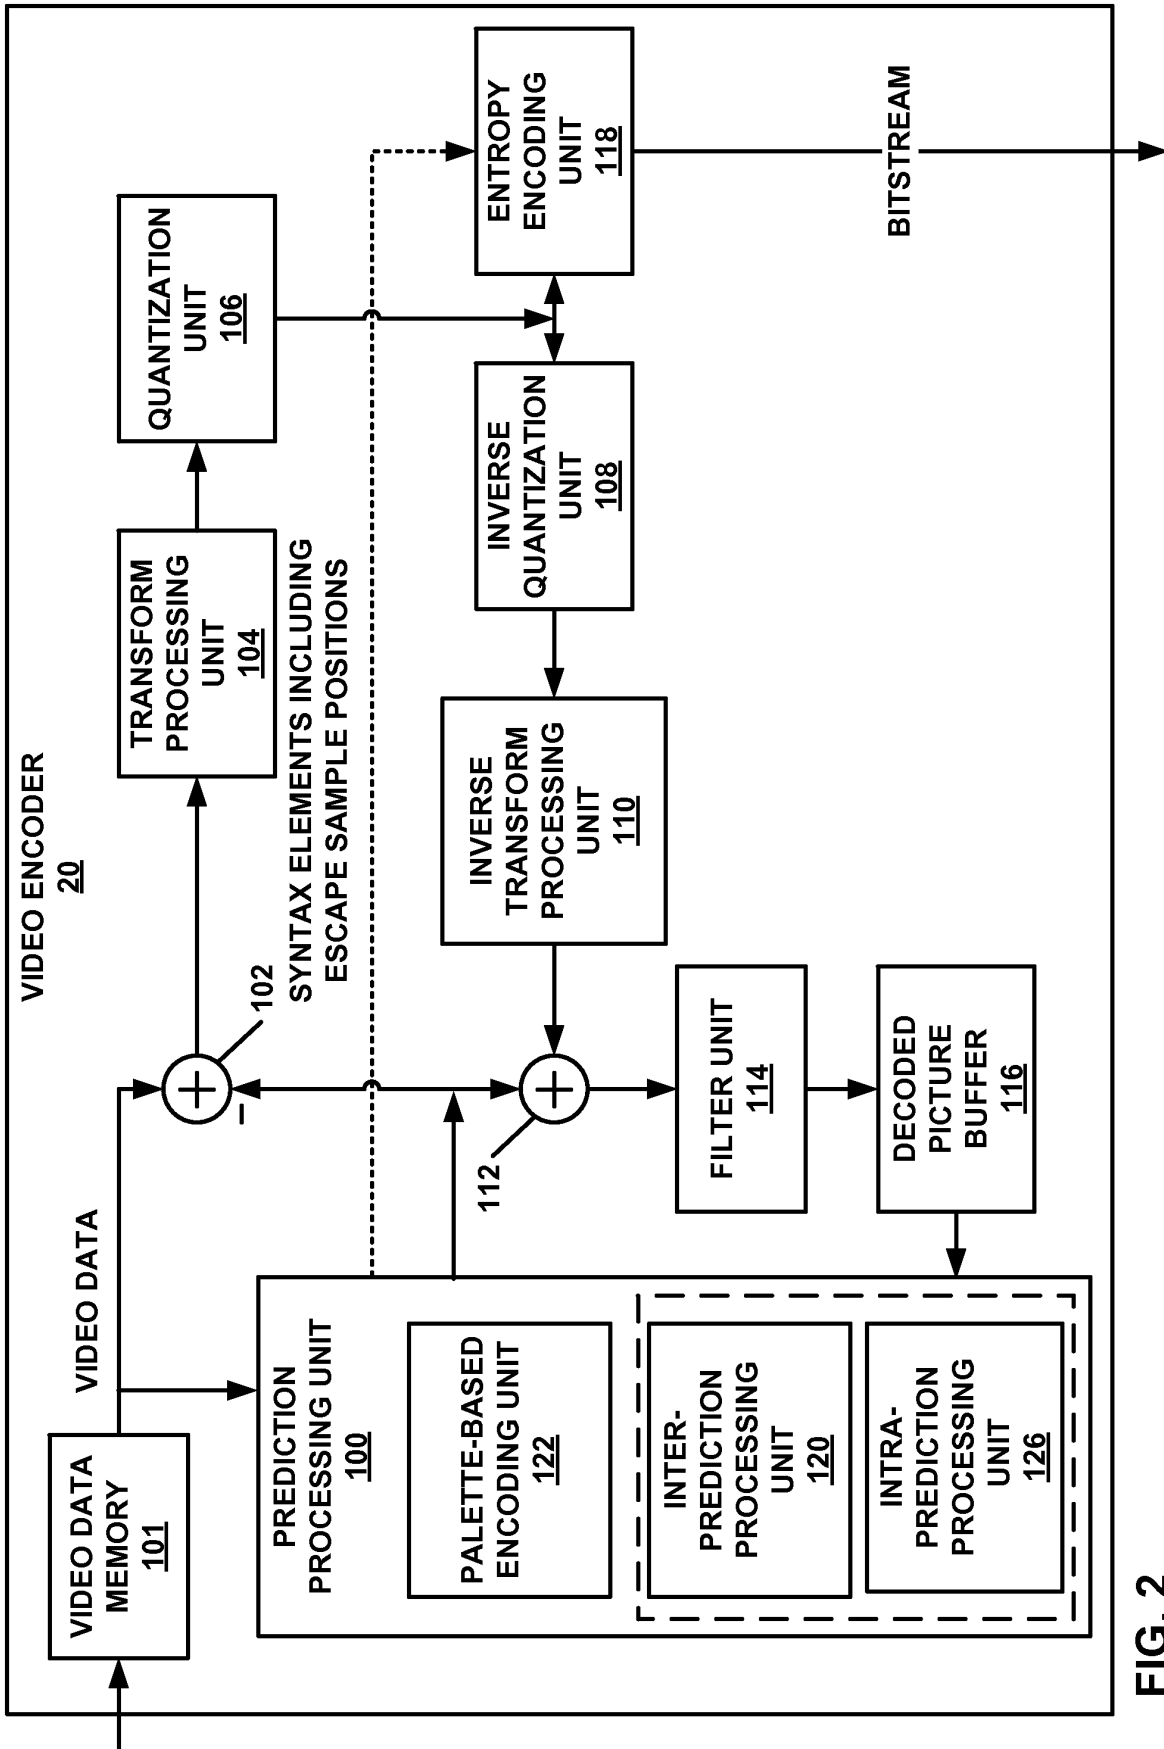 VIDEO ENCODER
20
VIDEO DATA
MEMORY
101
VIDEO DATA
102
TRANSFORM
PROCESSING
UNIT
104
QUANTIZATION
UNIT
106
SYNTAX ELEMENTS INCLUDING
ESCAPE SAMPLE POSITIONS
PREDICTION
PROCESSING UNIT
100
PALETTE-BASED
ENCODING UNIT
122
INTER-
PREDICTION
PROCESSING
UNIT
120
INTRA-
PREDICTION
PROCESSING
UNIT
126
112
INVERSE
TRANSFORM
PROCESSING
UNIT
110
INVERSE
QUANTIZATION
UNIT
108
ENTROPY
ENCODING
UNIT
118
FILTER UNIT
114
DECODED
PICTURE
BUFFER
116
BITSTREAM
FIG. 2